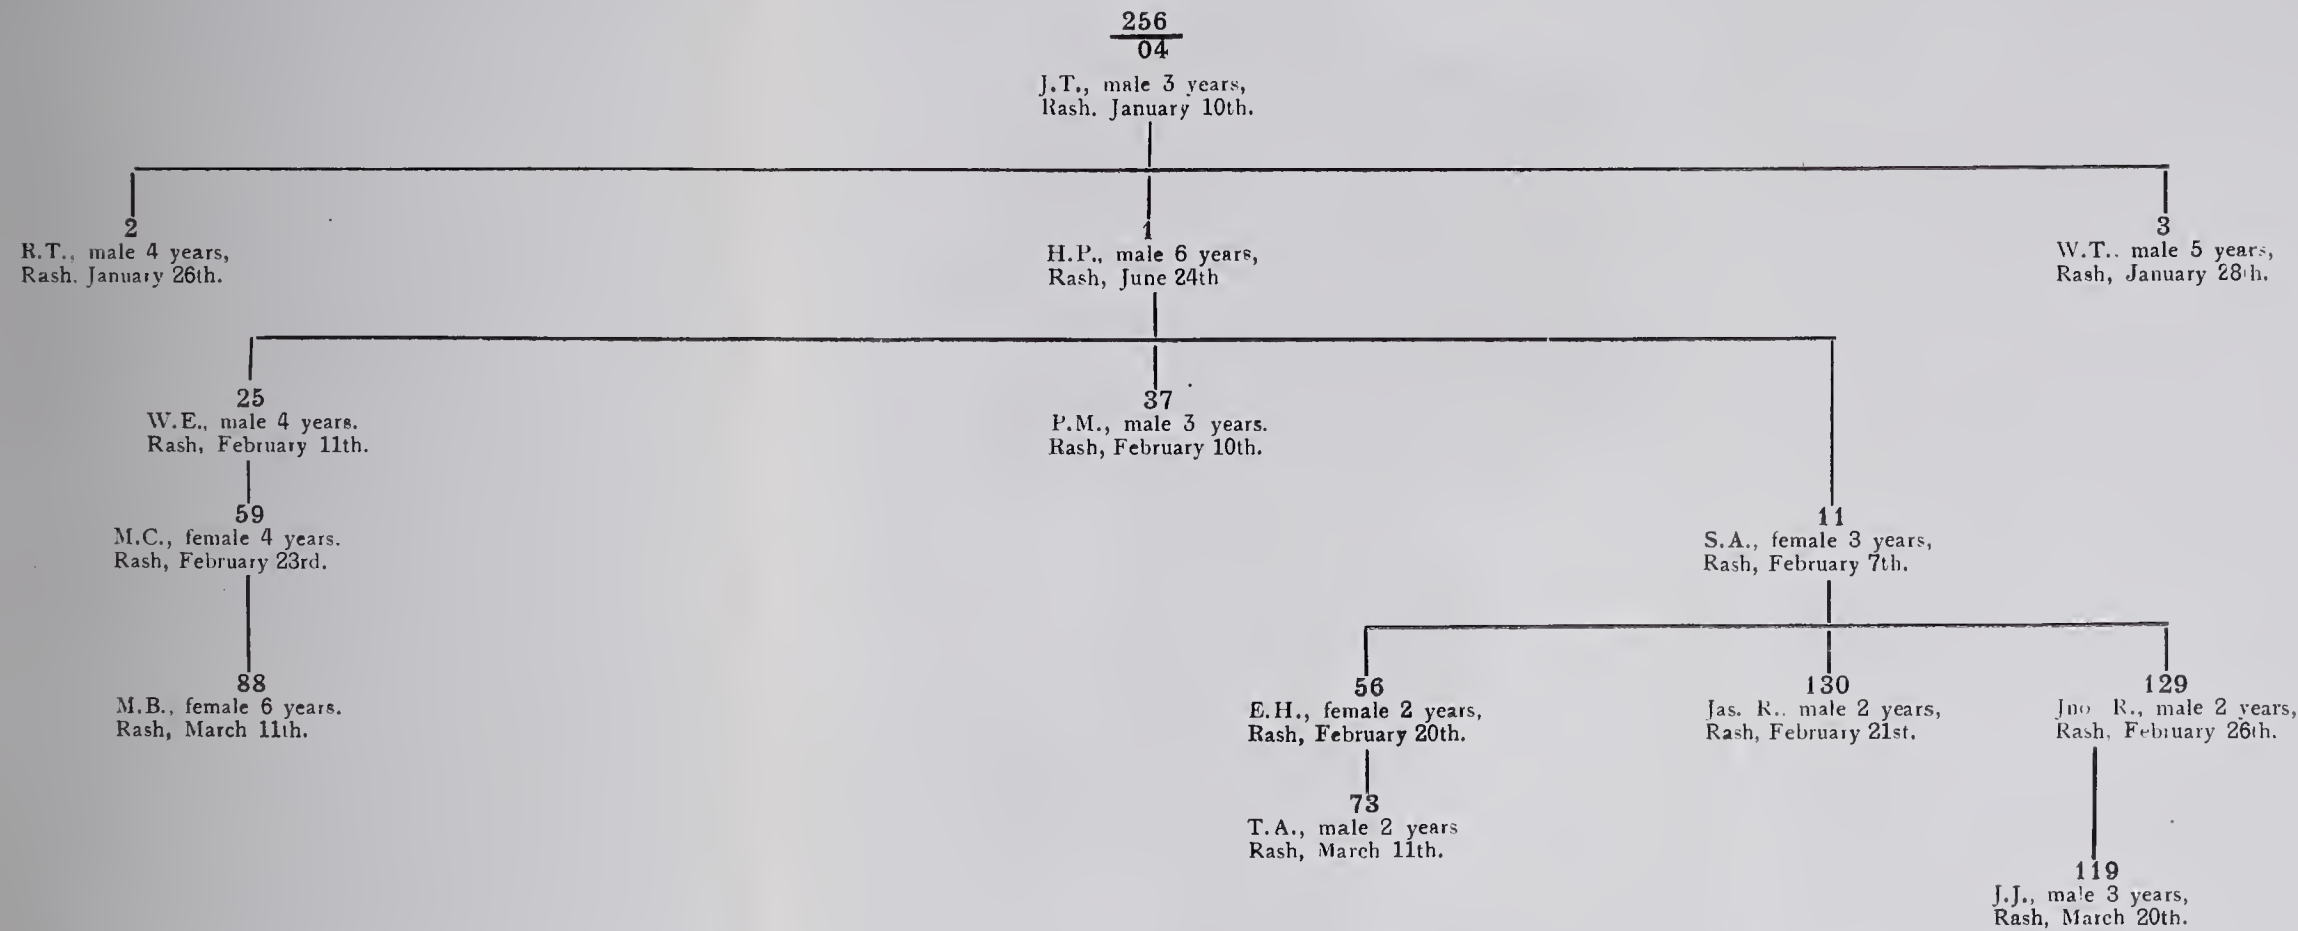 256
04
J.T., male 3 years,
Rash. January 10th.
2
R.T., male 4 years,
Rash. January 26th.
1
H.P., male 6 years,
Rash, June 24th
3
W.T.. male 5 years,
Rash, January 28th.
25
W.E., male 4 years.
Rash, February 11th.
37
P.M., male 3 years.
Rash, February 10th.
59
M.C., female 4 years.
Rash, February 23rd.
11
S.A., female 3 years,
Rash, February 7th.
88
M.B., female 6 years.
Rash, March 11th.
56
E.H., female 2 years,
Rash, February 20th.
130
Jas. R.. male 2 years,
Rash, February 21st.
129
Jno R., male 2 years,
Rash, February 26th.
73
T.A., male 2 years
Rash, March 11th.
119
J.J., male 3 years,
Rash, March 20th.